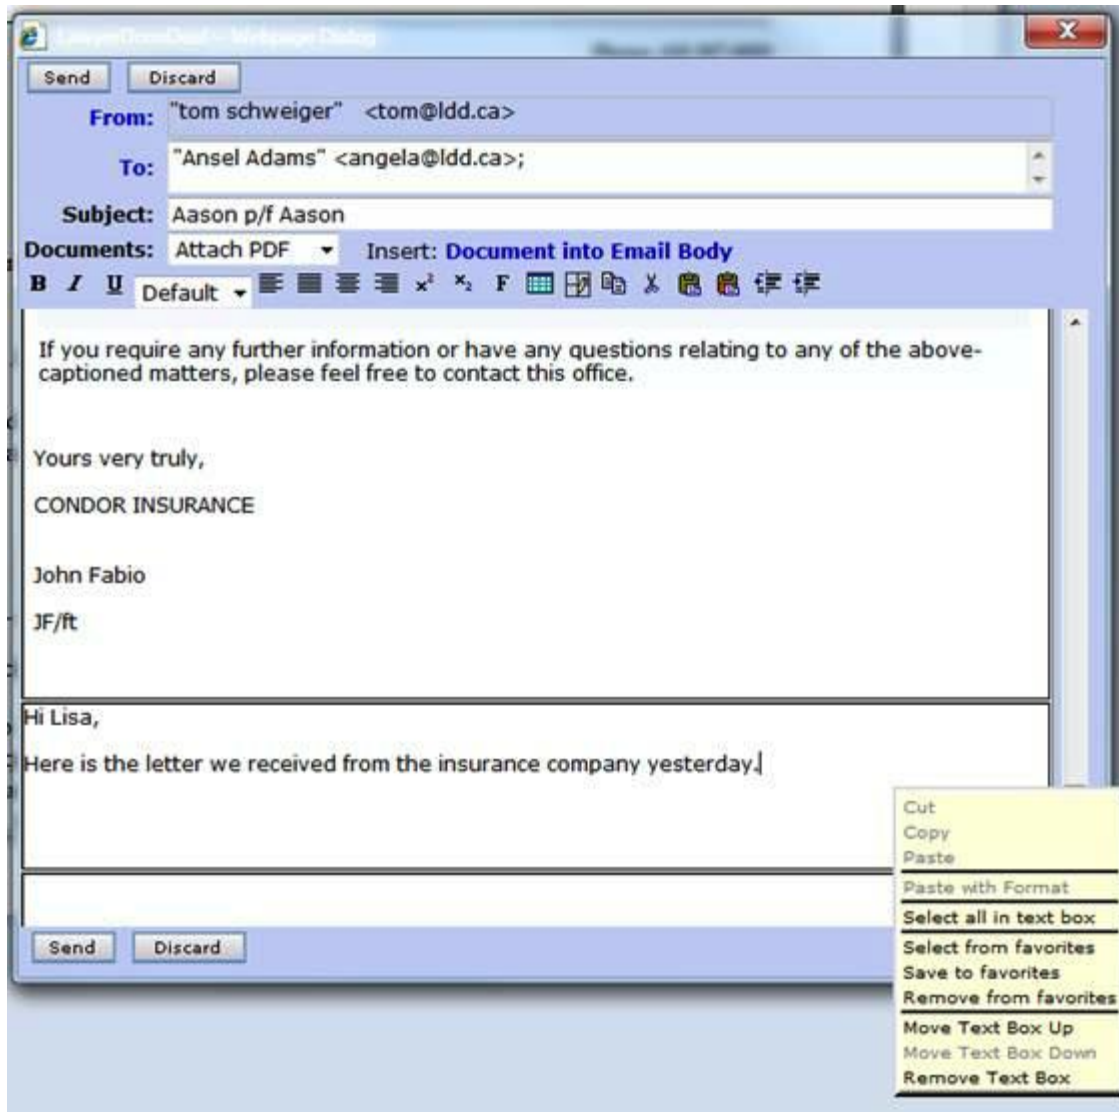 Send Discard
From: "tom schweiger" <tom@ldd.ca>
To: "Ansel Adams" <angela@ldd.ca>;
Subject: Aason p/f Aason
Documents: Attach PDF Insert: Document into Email Body
B I U Default x² x₂ F
If you require any further information or have any questions relating to any of the above-
captioned matters, please feel free to contact this office.
Yours very truly,
CONDOR INSURANCE
John Fabio
JF/ft
Hi Lisa,
Here is the letter we received from the insurance company yesterday.
Cut
Copy
Paste
Paste with Format
Select all in text box
Select from favorites
Save to favorites
Remove from favorites
Move Text Box Up
Move Text Box Down
Remove Text Box
Send Discard